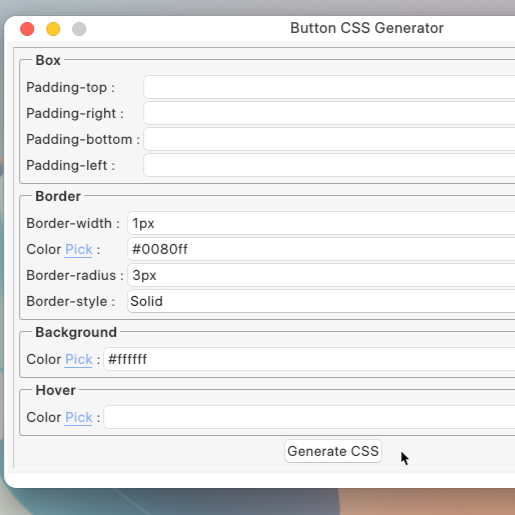 Button CSS Generator
Box
Padding-top :
Padding-right :
Padding-bottom :
Padding-left :
Border
Border-width : 1px
Color Pick : #0080ff
Border-radius : 3px
Border-style : Solid
Background
Color Pick : #ffffff
Hover
Color Pick :
Generate CSS